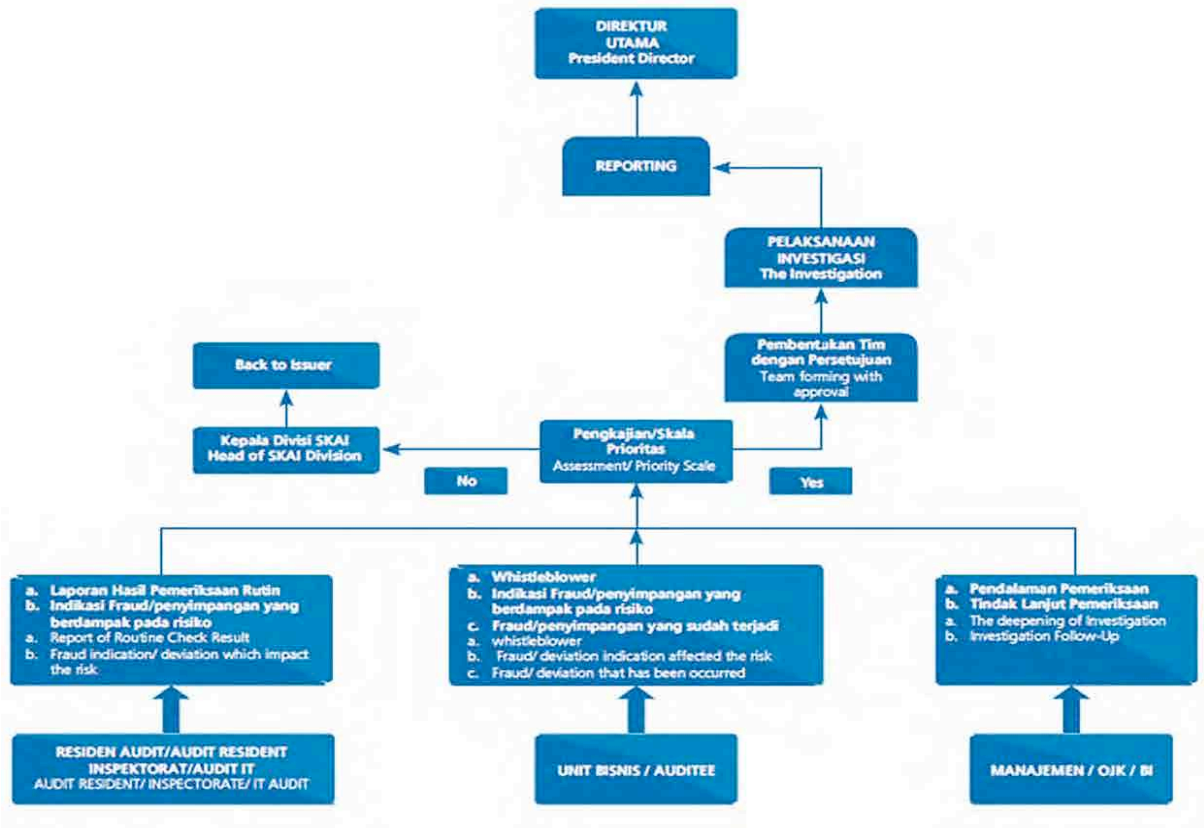 DIREKTUR
UTAMA
President Director
REPORTING
PELAKSANAAN
INVESTIGASI
The Investigation
Pembentukan Tim
dengan Persetujuan
Team forming with
approval
Back to Issuer
Kepala Divisi SKAI
Head of SKAI Division
Pengkajian/Skala
Prioritas
Assessment/ Priority Scale
No
Yes
a. Laporan Hasil Pemeriksaan Rutin
b. Indikasi Fraud/penyimpangan yang
berdampak pada risiko
a. Report of Routine Check Result
b. Fraud indication/ deviation which impact
the risk
a. Whistleblower
b. Indikasi Fraud/penyimpangan yang
berdampak pada risiko
c. Fraud/penyimpangan yang sudah terjadi
a. whistleblower
b. Fraud/ deviation indication affected the risk
c. Fraud/ deviation that has been occurred
a. Pendalaman Pemeriksaan
b. Tindak Lanjut Pemeriksaan
a. The deepening of Investigation
b. Investigation Follow-Up
RESIDEN AUDIT/AUDIT RESIDENT
INSPEKTORAT/AUDIT IT
AUDIT RESIDENT/ INSPECTORATE/ IT AUDIT
UNIT BISNIS / AUDITEE
MANAJEMEN / OJK / BI